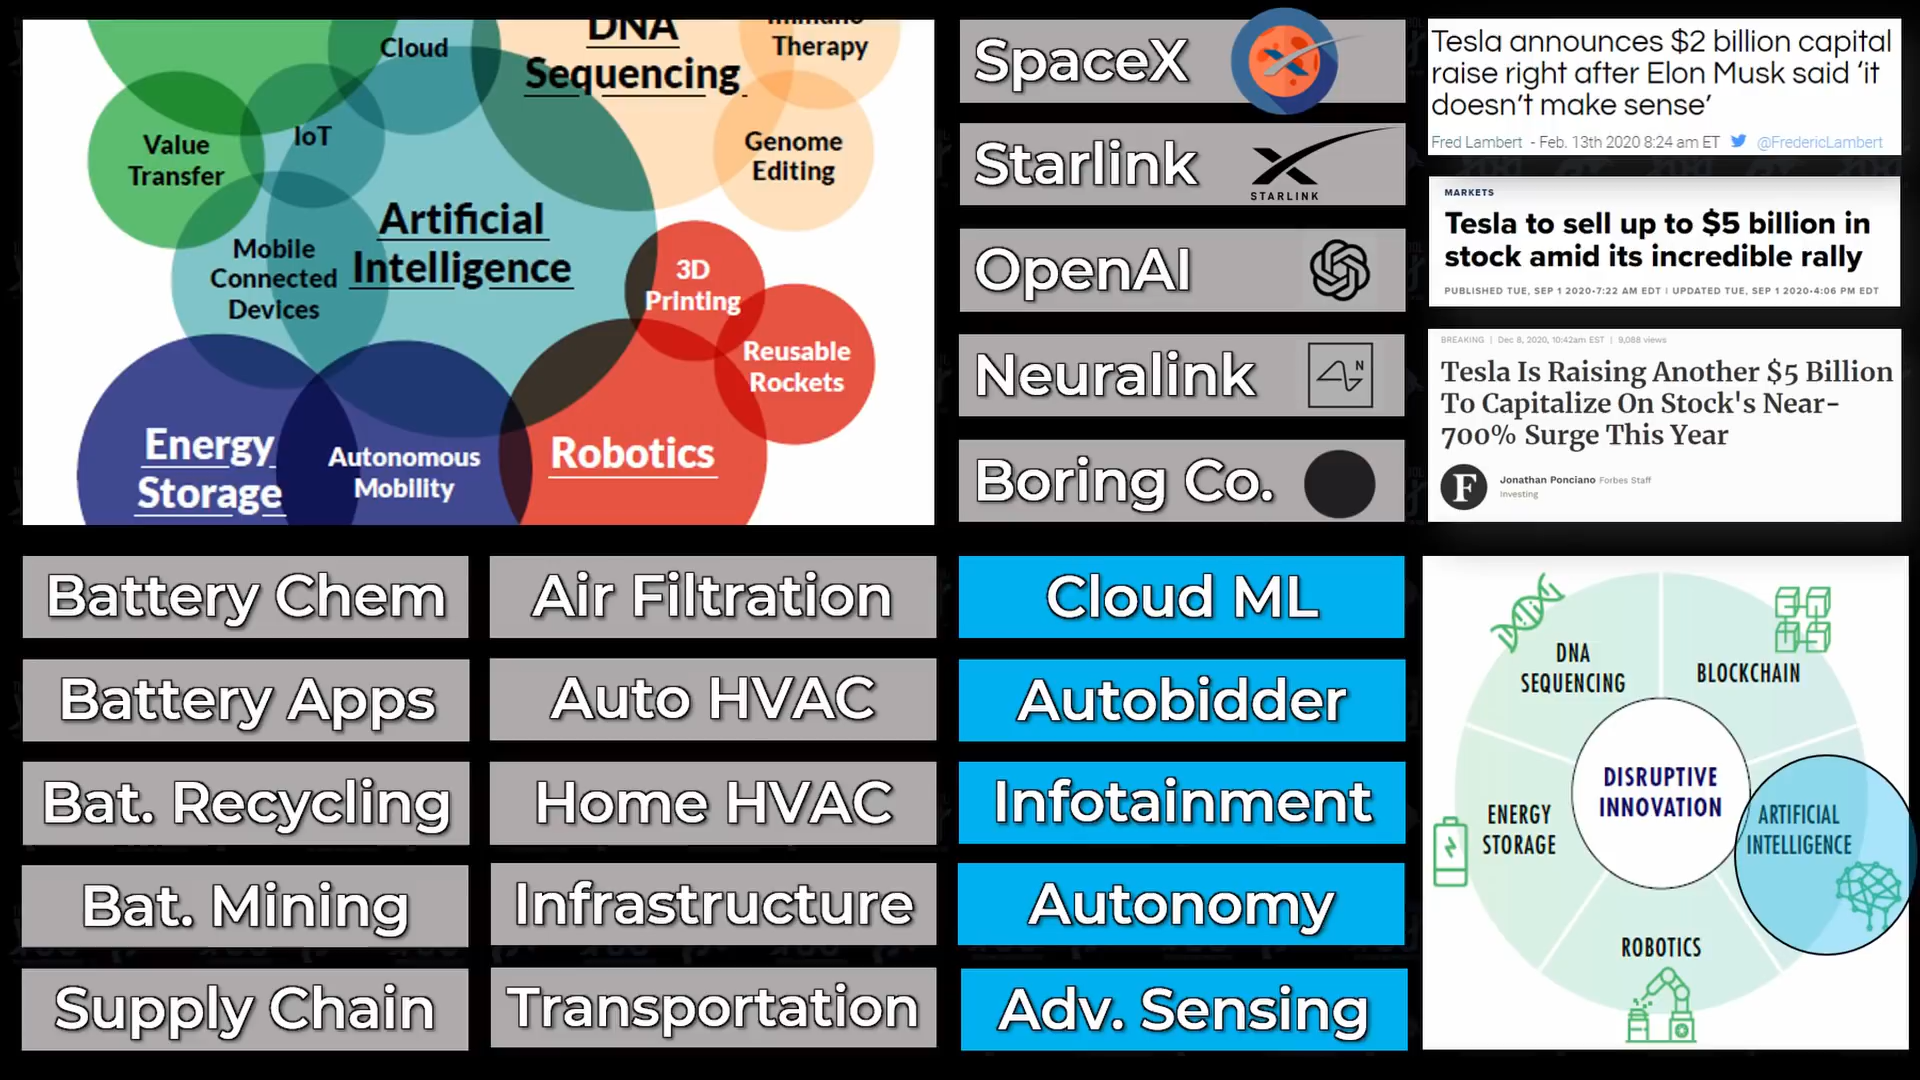 Cloud
DNA
Sequencing
Immuno
Therapy
Value
Transfer
IoT
Genome
Editing
Artificial
Intelligence
Mobile
Connected
Devices
3D
Printing
Reusable
Rockets
Energy
Storage
Autonomous
Mobility
Robotics
SpaceX
Starlink
STARLINK
OpenAI
Neuralink
N
Boring Co.
Tesla announces $2 billion capital
raise right after Elon Musk said ‘it
doesn’t make sense’
Fred Lambert - Feb. 13th 2020 8:24 am ET @FredericLambert
MARKETS
Tesla to sell up to $5 billion in
stock amid its incredible rally
PUBLISHED TUE, SEP 1 2020•7:22 AM EDT | UPDATED TUE, SEP 1 2020•4:06 PM EDT
BREAKING | Dec 8, 2020, 10:42am EST | 9,088 views
Tesla Is Raising Another $5 Billion
To Capitalize On Stock's Near-
700% Surge This Year
F
Jonathan Ponciano Forbes Staff
Investing
Battery Chem
Battery Apps
Bat. Recycling
Bat. Mining
Supply Chain
Air Filtration
Auto HVAC
Home HVAC
Infrastructure
Transportation
Cloud ML
Autobidder
Infotainment
Autonomy
Adv. Sensing
DNA
SEQUENCING
BLOCKCHAIN
DISRUPTIVE
INNOVATION
ENERGY
STORAGE
ARTIFICIAL
INTELLIGENCE
ROBOTICS